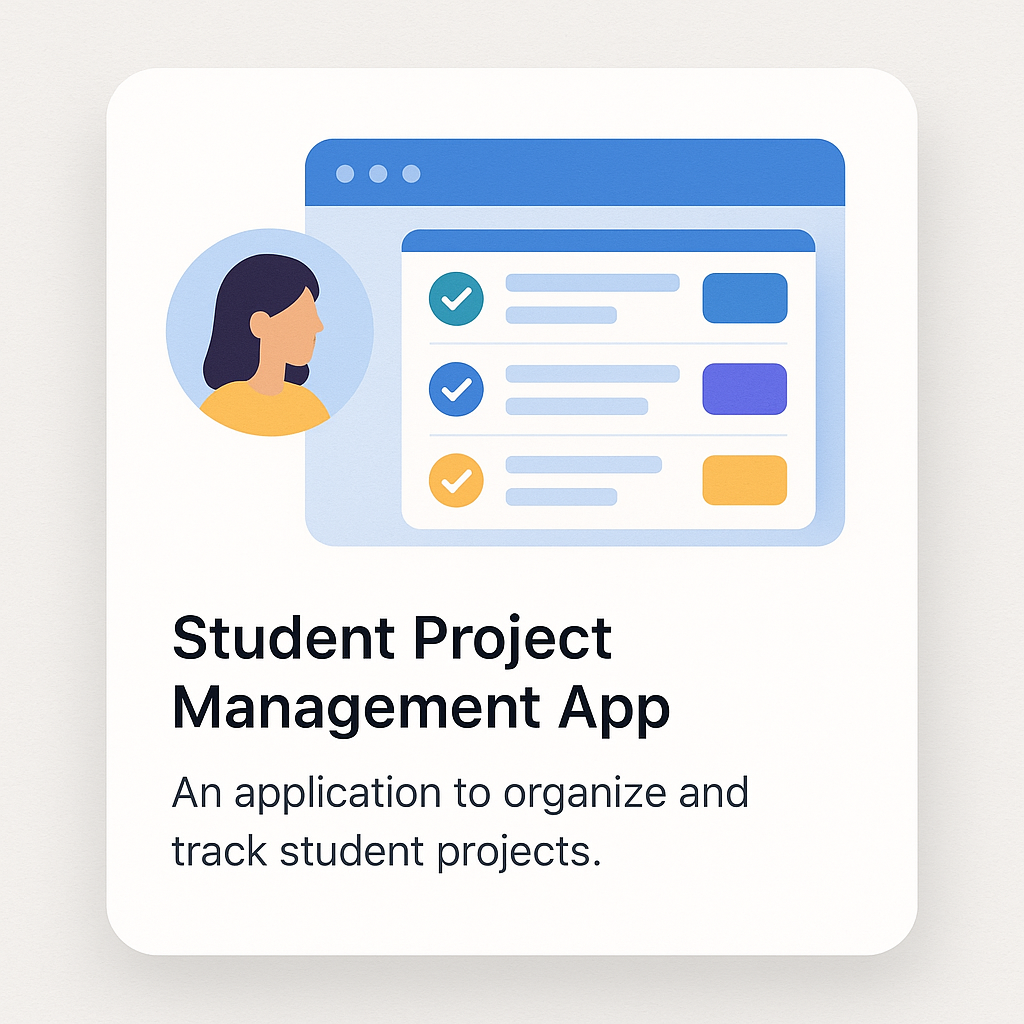 Student Project
Management App
An application to organize and
track student projects.